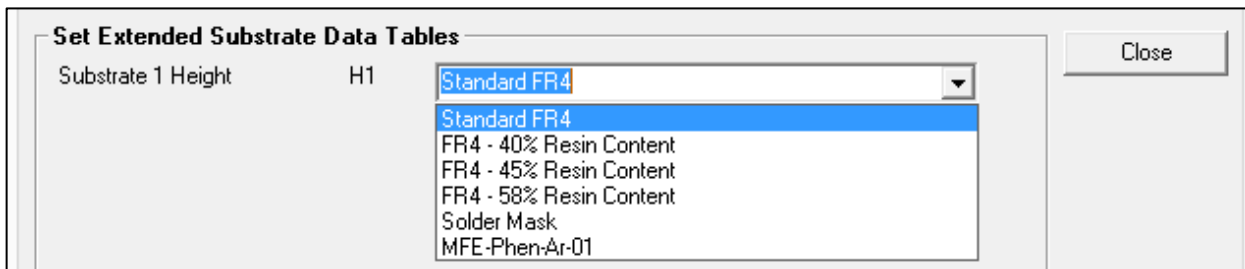 Set Extended Substrate Data Tables
Close
Substrate 1 Height H1 Standard FR4
Standard FR4
FR4 - 40% Resin Content
FR4 - 45% Resin Content
FR4 - 58% Resin Content
Solder Mask
MFE-Phen-Ar-01